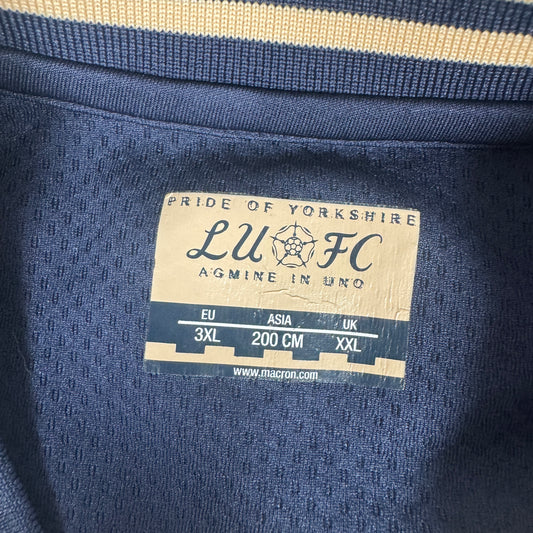 PRIDE OF YORKSHIRE
LU FC
AGMINE IN UNO
EU ASIA UK
3XL 200 CM XXL
www.macron.com